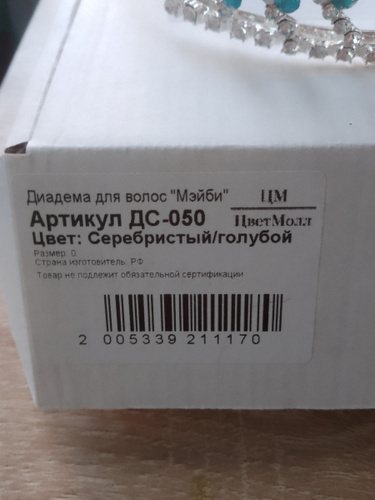 Диадема для волос "Мэйби"
ЦМ
Артикул ДС-050
ЦветМолл
Цвет: Серебристый/голубой
Размер: 0
Страна изготовитель: РФ
Товар не подлежит обязательной сертификации
2 005339 211170